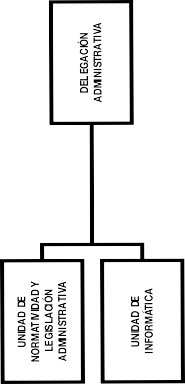 DELEGACIÓN
ADMINISTRATIVA
UNIDAD DE
NORMATIVIDAD Y
LEGISLACIÓN
ADMINISTRATIVA
UNIDAD DE
INFORMÁTICA